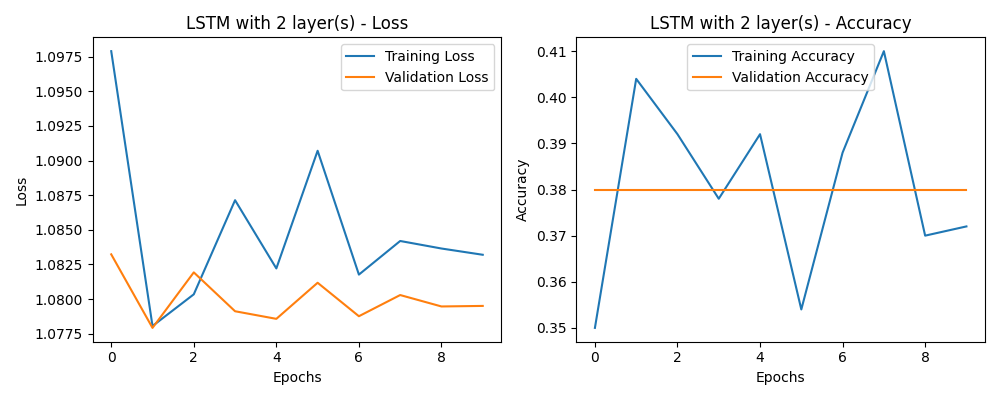 LSTM with 2 layer(s) - Loss
Training Loss
Validation Loss
1.0975
1.0950
1.0925
1.0900
1.0875
1.0850
1.0825
1.0800
1.0775
Loss
0 2 4 6 8
Epochs
LSTM with 2 layer(s) - Accuracy
Training Accuracy
Validation Accuracy
0.41
0.40
0.39
0.38
0.37
0.36
0.35
Accuracy
0 2 4 6 8
Epochs